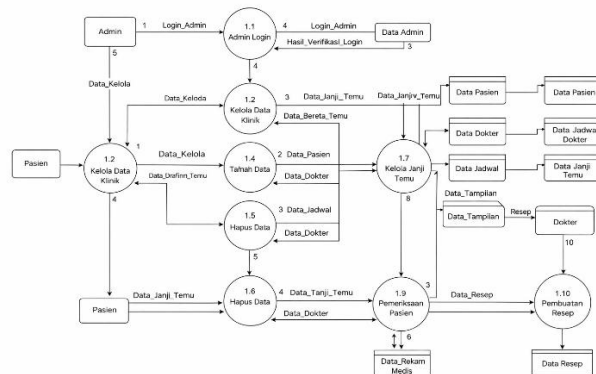 Admin
1
Login_Admin
1.1
Admin Login
4
Login_Admin
Data Admin
Hasil_Verifikasi_Login
3
5
4
Data_Kelola
Data_Keloda
1.2
Kelola Data
Klinik
3
Data_Janji_Temu
Data_Janjiv_Temu
Data Pasien
Data Pasien
Data_Bereta_Temu
Data Dokter
Data Jadwal
Dokter
Pasien
1.2
Kelola Data
Klinik
1
Data_Kelola
1.4
Tamah Data
2
Data_Pasien
Data_Dokter
1.7
Keloia Janji
Temu
Data Jadwal
Data Janji
Temu
Data_Drafinn_Temu
4
8
Data_Tampilan
1.5
Hapus Data
3
Data_Jadwal
Data_Dokter
Data_Tampilan
Resep
Dokter
5
10
Pasien
Data_Janji_Temu
1.6
Hapus Data
4
Data_Tanji_Temu
Data_Dokter
1.9
Pemeriksaan
Pasien
3
Data_Resep
1.10
Pembuatan
Resep
6
Data_Rekam
Medis
Data Resep